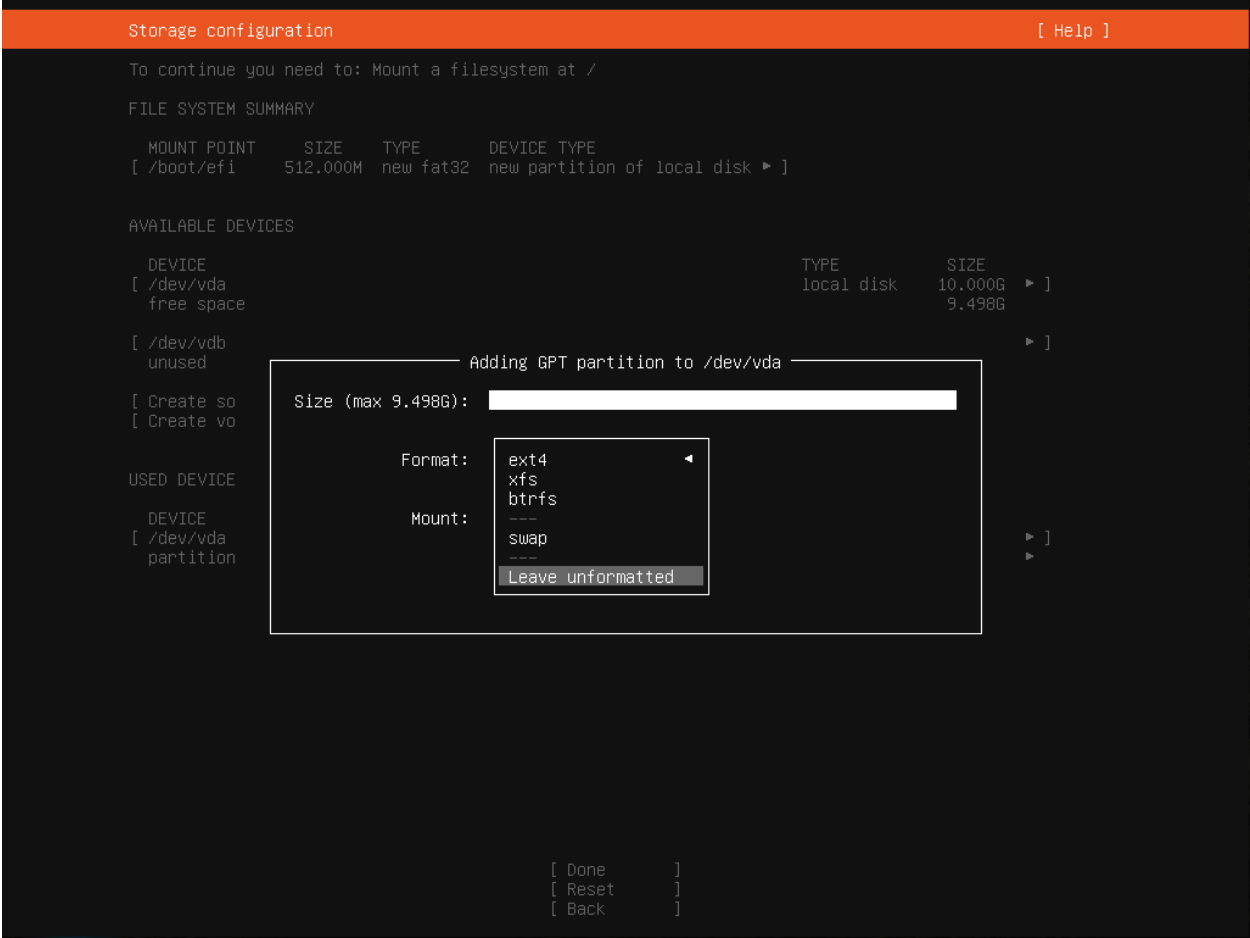 Storage configuration [ Help ]
To continue you need to: Mount a filesystem at /
FILE SYSTEM SUMMARY
MOUNT POINT SIZE TYPE DEVICE TYPE
[ /boot/efi 512.000M new fat32 new partition of local disk ▸ ]
AVAILABLE DEVICES
DEVICE TYPE SIZE
[ /dev/vda local disk 10.000G ▸ ]
free space 9.498G
[ /dev/vdb ▸ ]
unused
Adding GPT partition to /dev/vda
[ Create so
Size (max 9.498G):
[ Create vo
Format: ext4 ◂
xfs
USED DEVICE
btrfs
DEVICE
Mount: ---
[ /dev/vda ▸ ]
swap
partition ▸
---
Leave unformatted
[ Done ]
[ Reset ]
[ Back ]